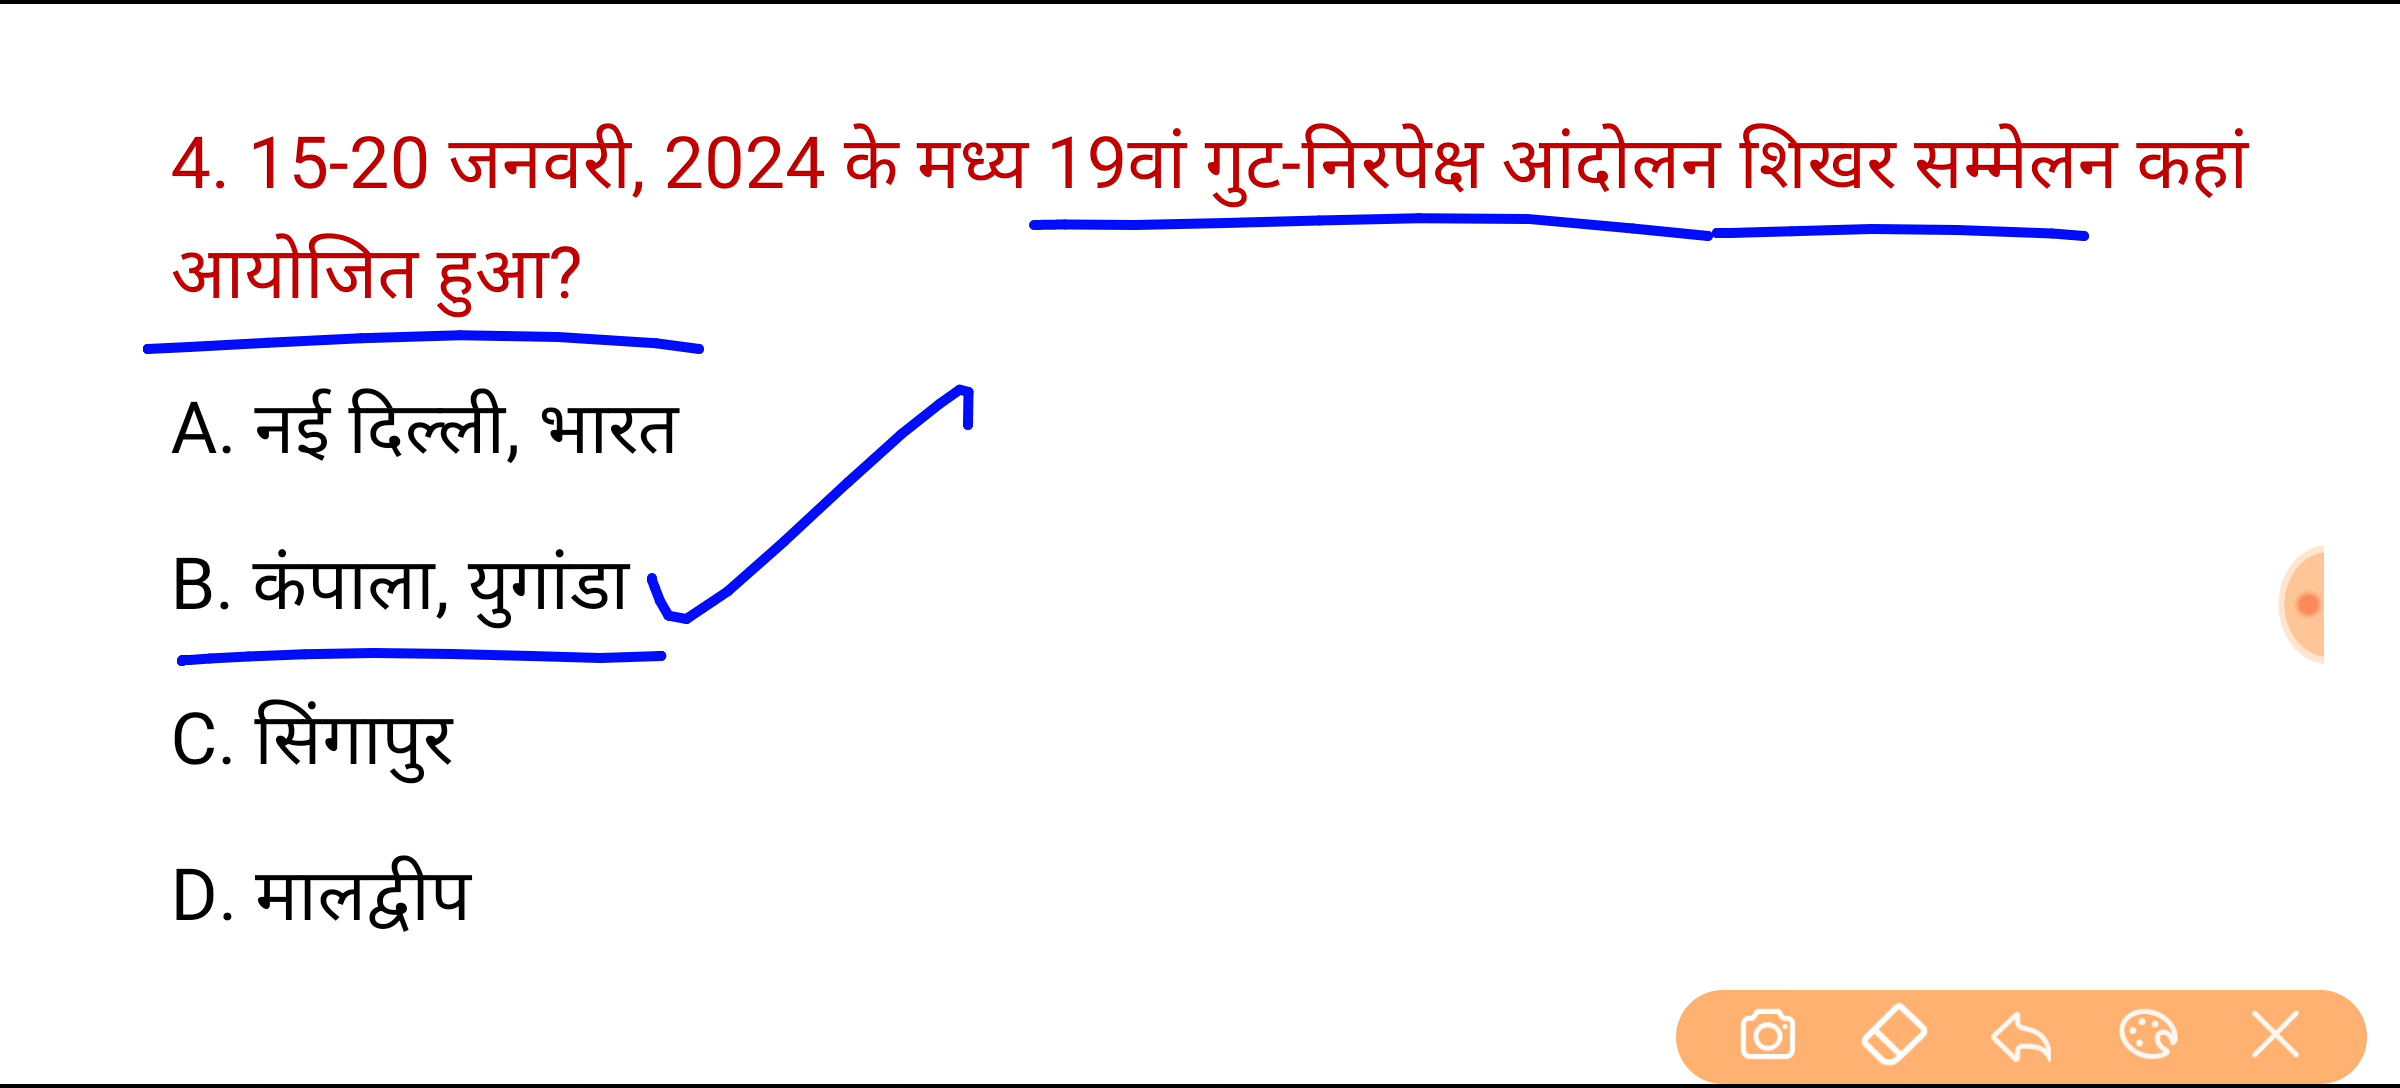 4. 15-20 जनवरी, 2024 के मध्य 19वां गुट-निरपेक्ष आंदोलन शिखर सम्मेलन कहां
आयोजित हुआ?
A. नई दिल्ली, भारत
B. कंपाला, युगांडा
C. सिंगापुर
D. मालद्वीप